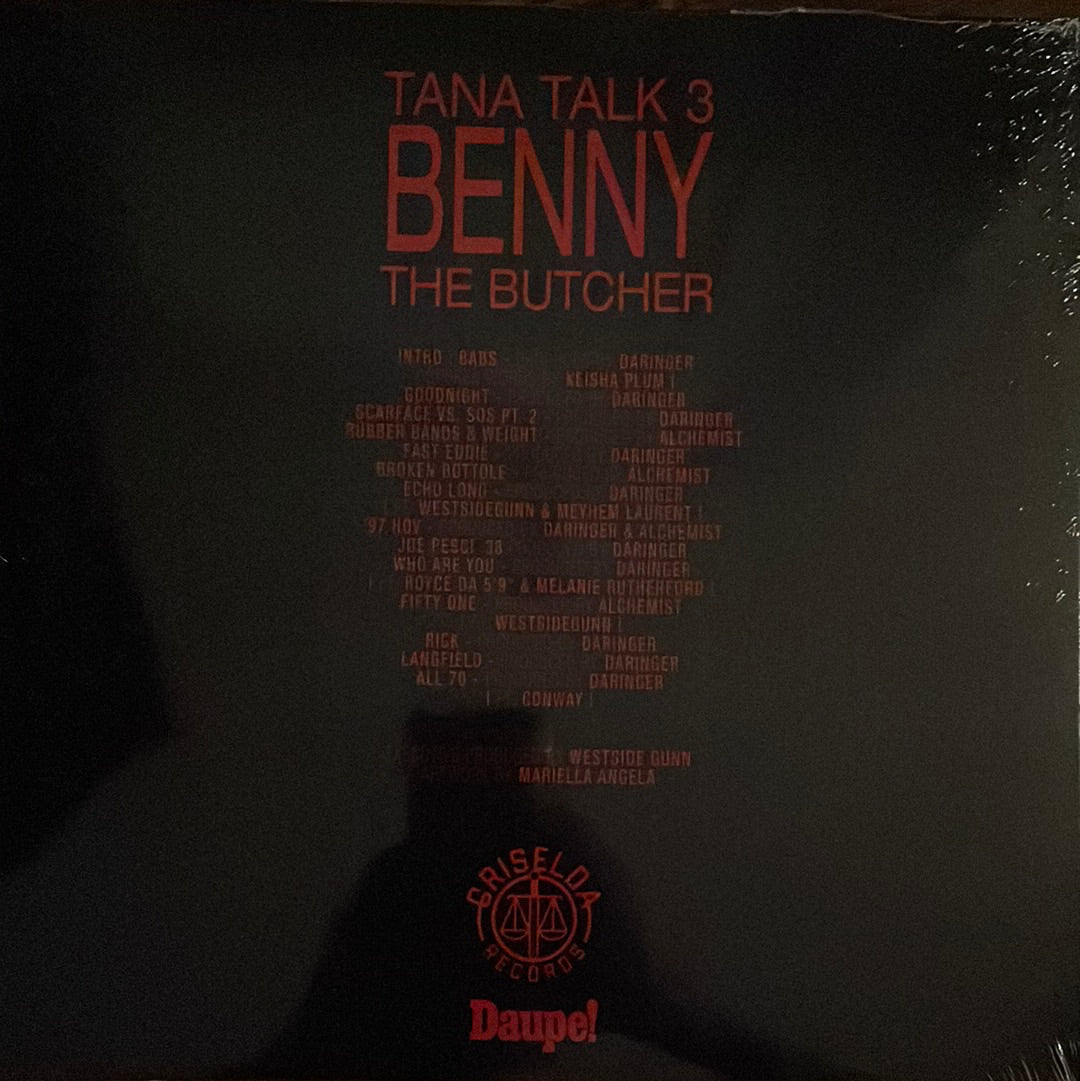 TANA TALK 3
BENNY
THE BUTCHER
INTRO : BABS - DARINGER
KEISHA PLUM
GOODNIGHT - DARINGER
SCARFACE VS. SOS PT. 2 - DARINGER
RUBBER BANDS & WEIGHT - ALCHEMIST
FAST EDDIE - DARINGER
BROKEN BOTTOLE - ALCHEMIST
ECHO LONG - DARINGER
WESTSIDEGUNN & MEYHEM LAUREN
'97 HOV DARINGER & ALCHEMIST
JOE PESCI 38 DARINGER
WHO ARE YOU - DARINGER
ROYCE DA 5'9" & MELANIE RUTHERFORD
FIFTY ONE - ALCHEMIST
WESTSIDEGUNN
RICK - DARINGER
LANGFIELD - DARINGER
ALL 70 - DARINGER
CONWAY
WESTSIDE GUNN
BY MARIELLA ANGELA
GRISELDA
RECORDS
Daupe!